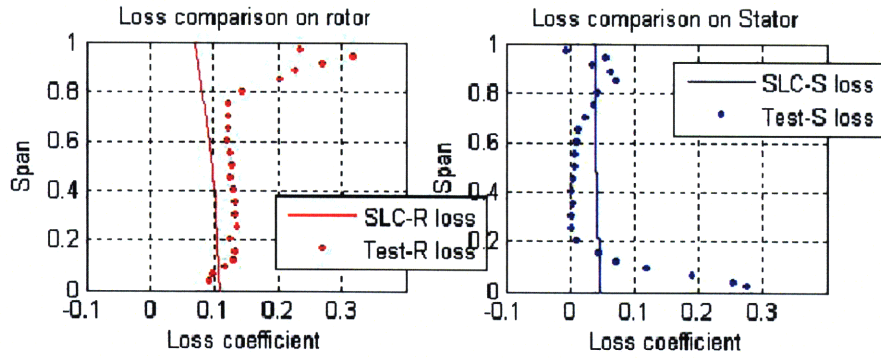 Loss comparison on rotor
1
0.8
0.6
0.4
0.2
0
Span
-0.1 0 0.1 0.2 0.3
Loss coefficient
SLC-R loss
Test-R loss
Loss comparison on Stator
1
0.8
0.6
0.4
0.2
0
Span
-0.1 0 0.1 0.2 0.3
Loss coefficient
SLC-S loss
Test-S loss